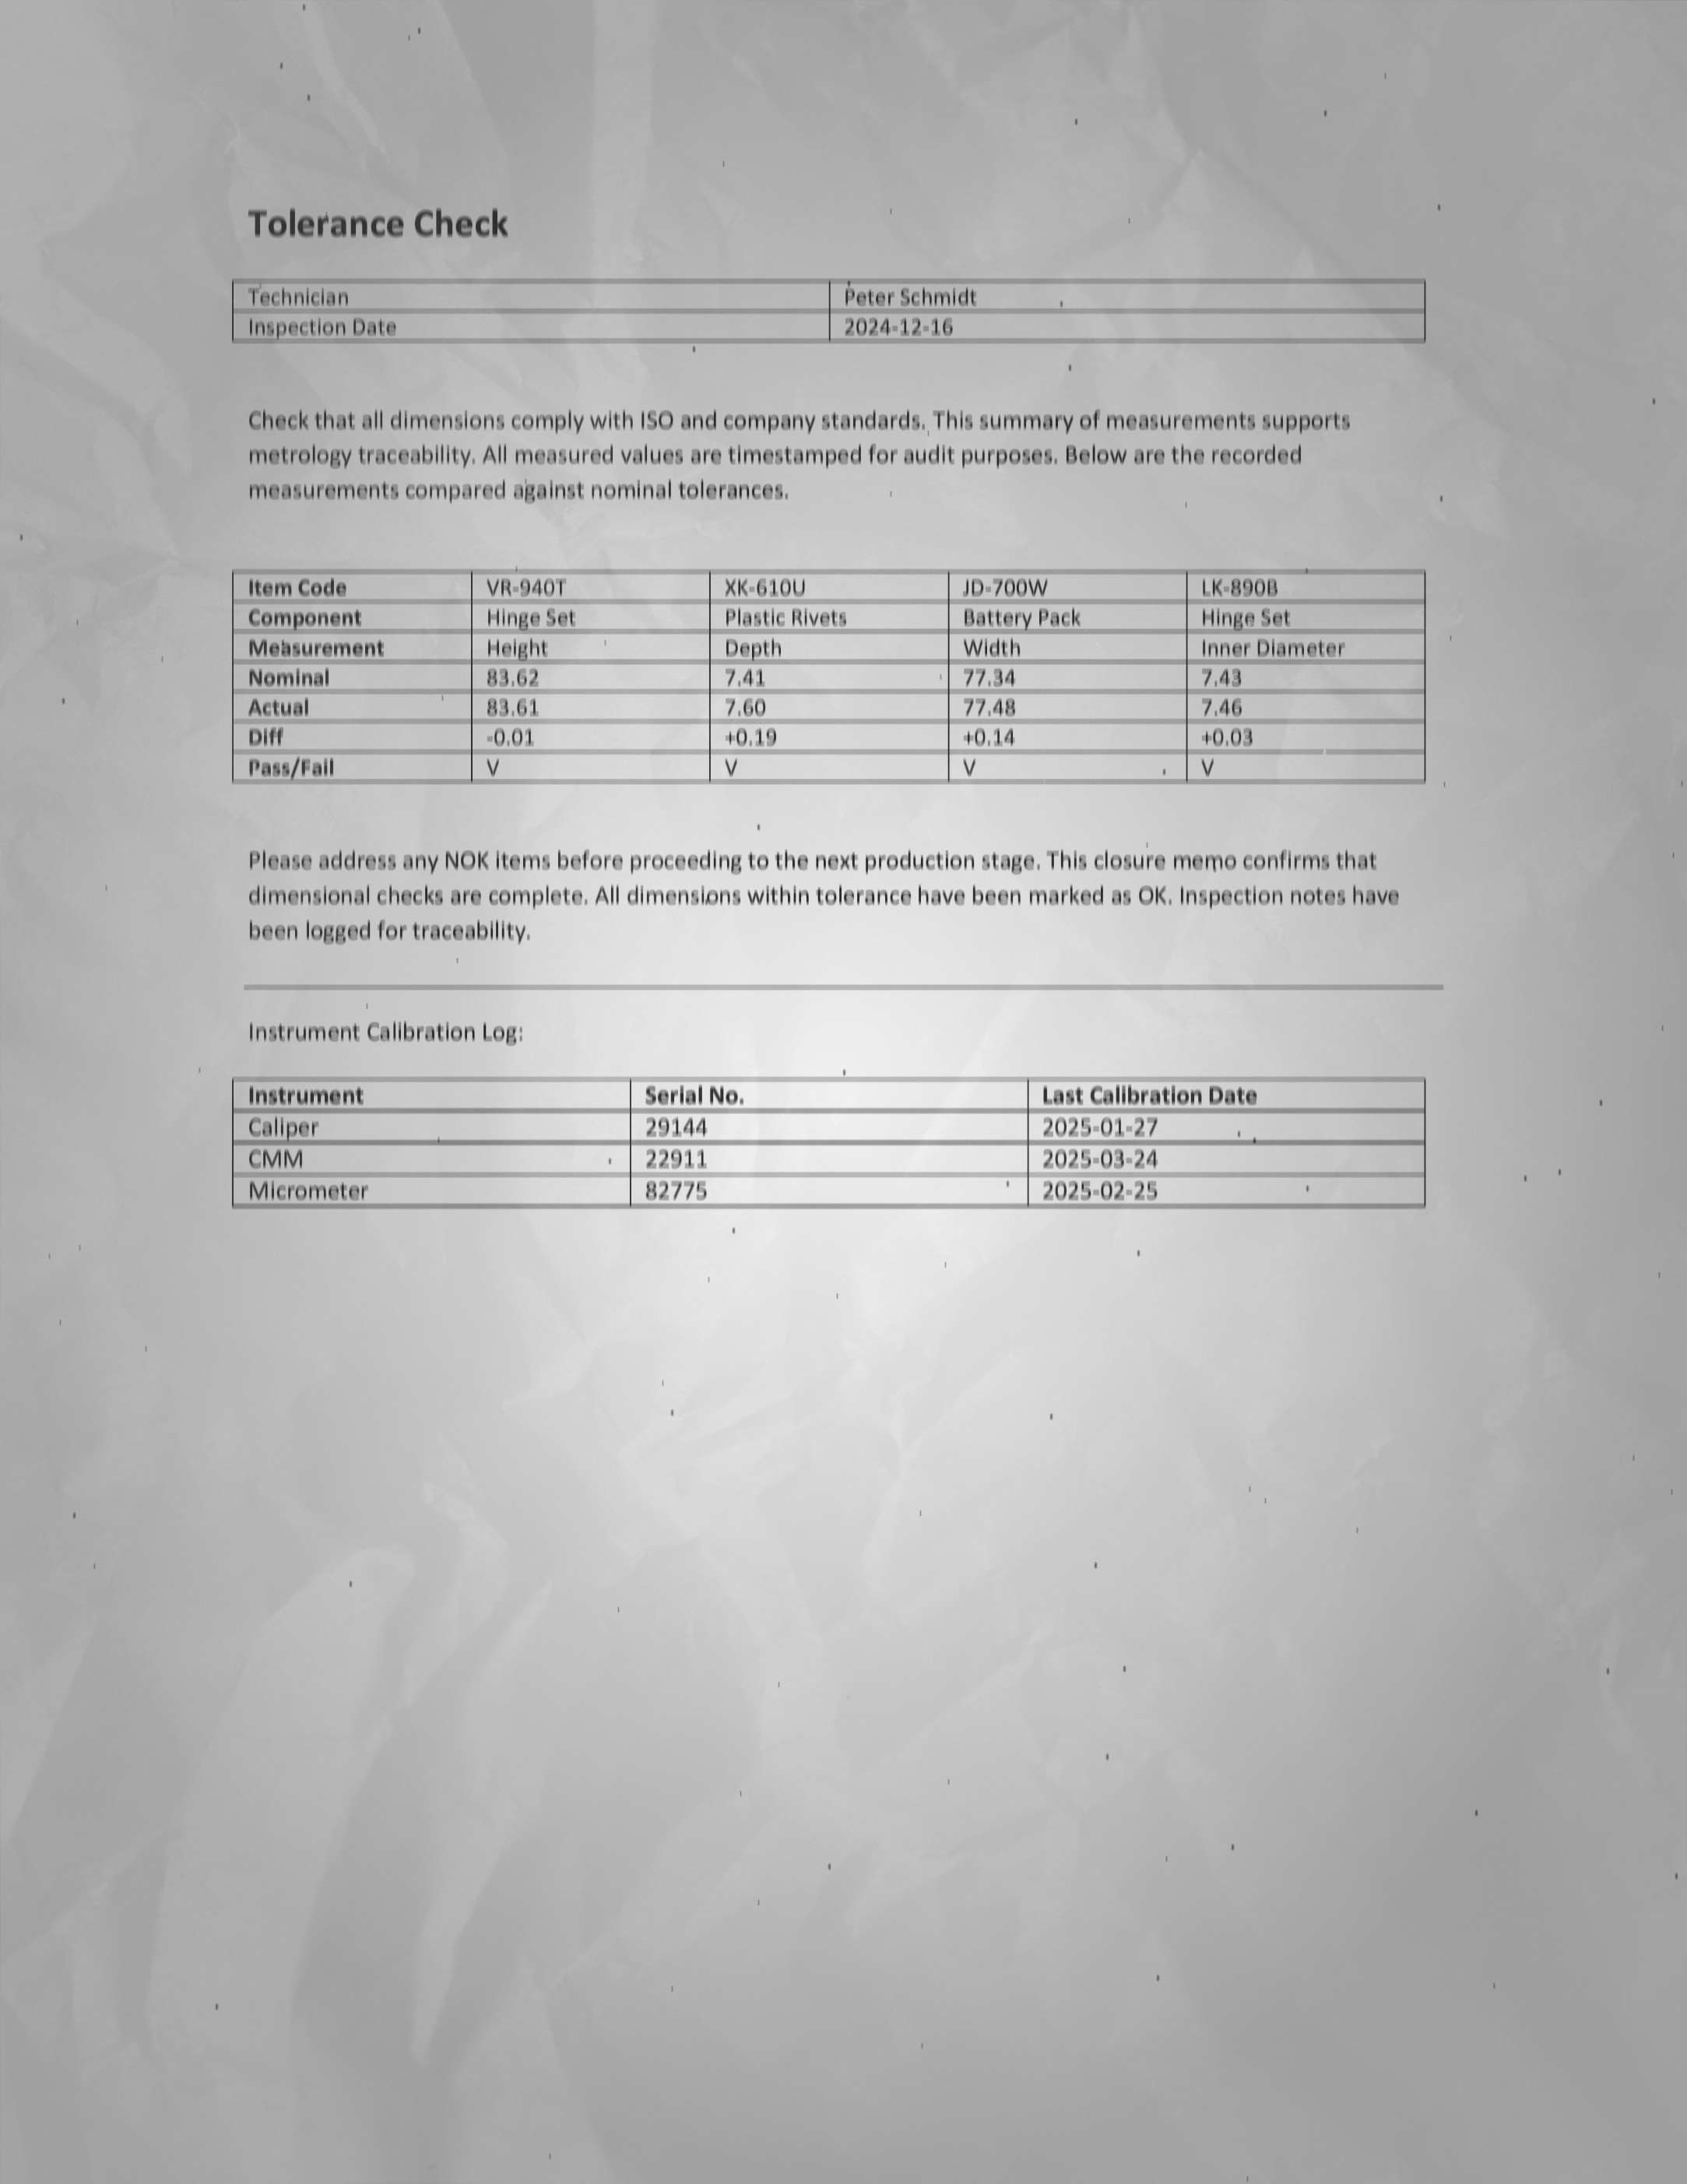 Tolerance Check
Technician Peter Schmidt
Inspection Date 2024-12-16
Check that all dimensions comply with ISO and company standards. This summary of measurements supports
metrology traceability. All measured values are timestamped for audit purposes. Below are the recorded
measurements compared against nominal tolerances.
Item Code VR-940T XK-610U JD-700W LK-890B
Component Hinge Set Plastic Rivets Battery Pack Hinge Set
Measurement Height Depth Width Inner Diameter
Nominal 83.62 7.41 77.34 7.43
Actual 83.61 7.60 77.48 7.46
Diff -0.01 +0.19 +0.14 +0.03
Pass/Fail V V V V
Please address any NOK items before proceeding to the next production stage. This closure memo confirms that
dimensional checks are complete. All dimensions within tolerance have been marked as OK. Inspection notes have
been logged for traceability.
Instrument Calibration Log:
Instrument Serial No. Last Calibration Date
Caliper 29144 2025-01-27
CMM 22911 2025-03-24
Micrometer 82775 2025-02-25